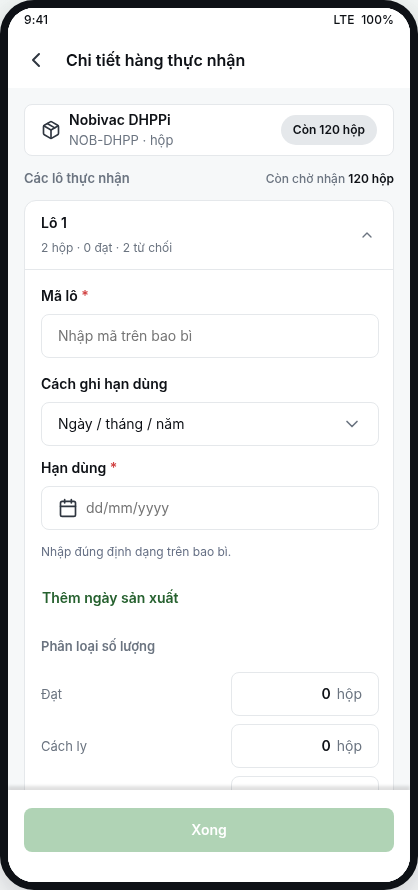 9:41
LTE 100%
Chi tiết hàng thực nhận
Nobivac DHPPi
NOB-DHPP · hộp
Còn 120 hộp
Các lô thực nhận
Còn chờ nhận 120 hộp
Lô 1
2 hộp · 0 đạt · 2 từ chối
Mã lô *
Nhập mã trên bao bì
Cách ghi hạn dùng
Ngày / tháng / năm
Hạn dùng *
dd/mm/yyyy
Nhập đúng định dạng trên bao bì.
Thêm ngày sản xuất
Phân loại số lượng
Đạt
0 hộp
Cách ly
0 hộp
Xong